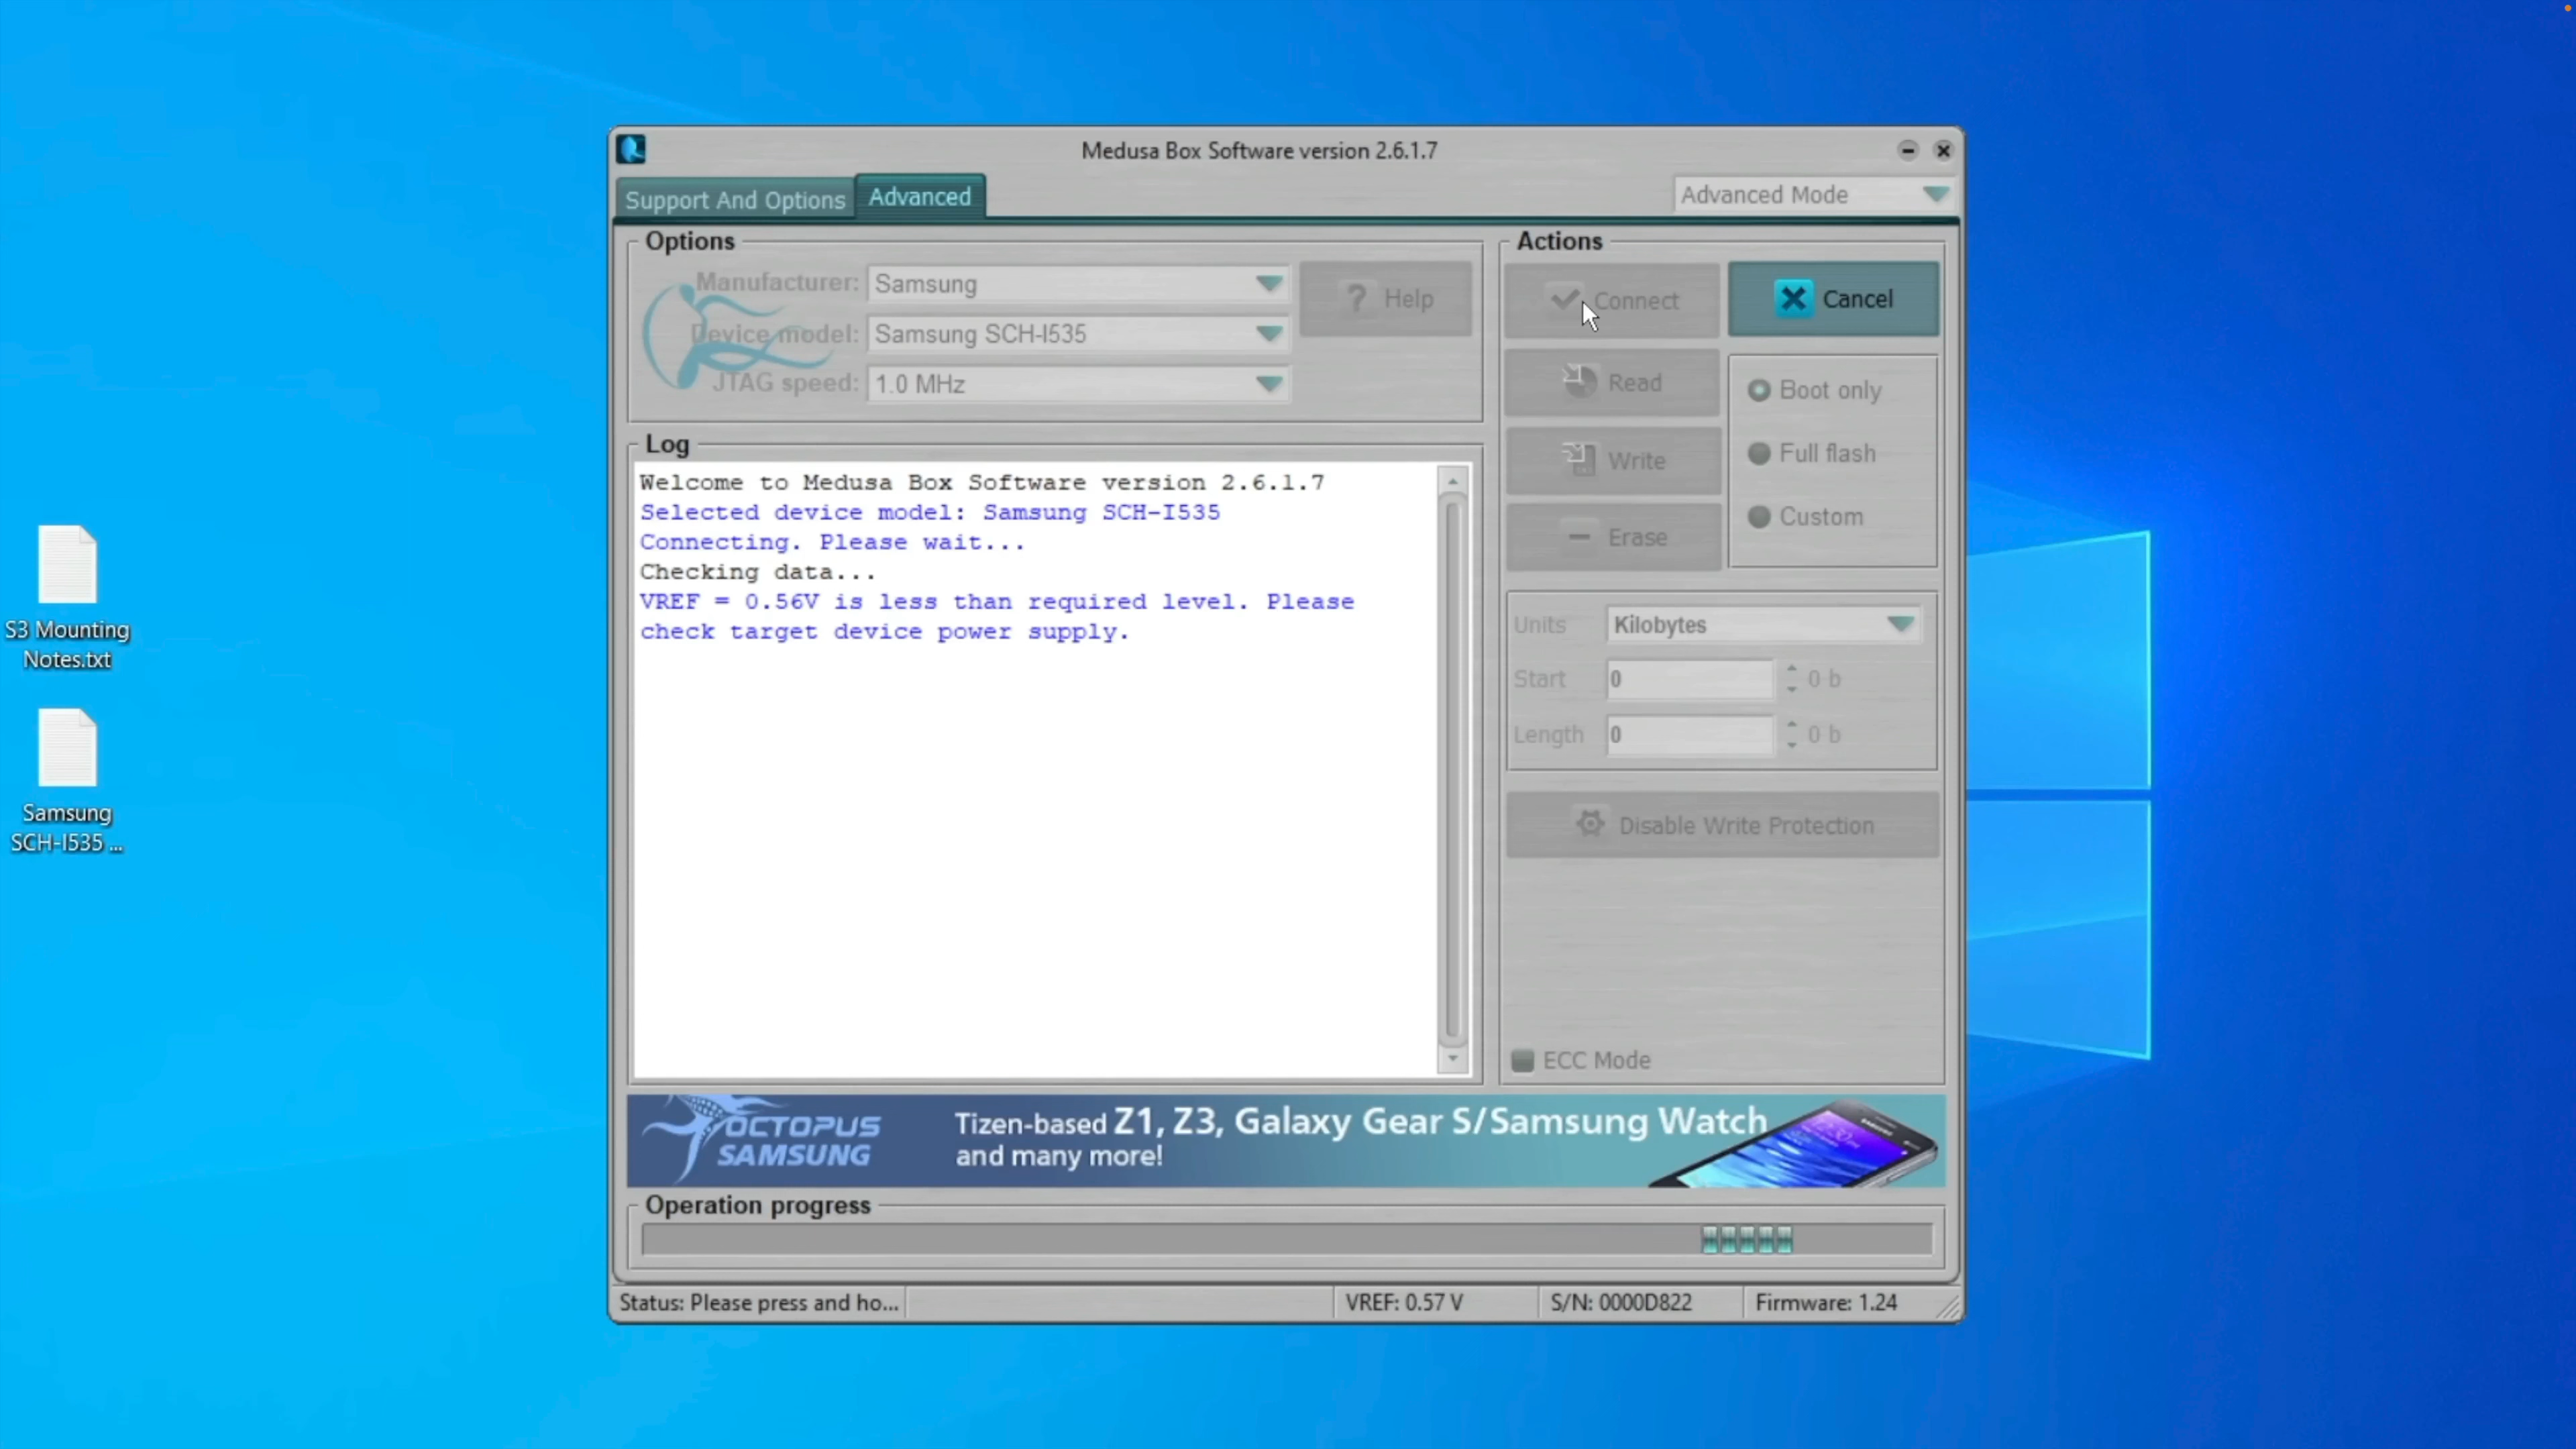 Medusa Box Software version 2.6.1.7
Support And Options
Advanced
Advanced Mode
Options
Manufacturer:
Samsung
Help
Device model:
Samsung SCH-I535
JTAG speed:
1.0 MHz
Log
Welcome to Medusa Box Software version 2.6.1.7
Selected device model: Samsung SCH-I535
Connecting. Please wait...
Checking data...
VREF = 0.56V is less than required level. Please
check target device power supply.
Actions
Connect
Cancel
Read
Write
Erase
Boot only
Full flash
Custom
Units
Kilobytes
Start
0
0 b
Length
0
0 b
Disable Write Protection
ECC Mode
OCTOPUS
SAMSUNG
Tizen-based Z1, Z3, Galaxy Gear S/Samsung Watch
and many more!
Operation progress
Status: Please press and ho...
VREF: 0.57 V
S/N: 0000D822
Firmware: 1.24
S3 Mounting
Notes.txt
Samsung
SCH-I535 ...